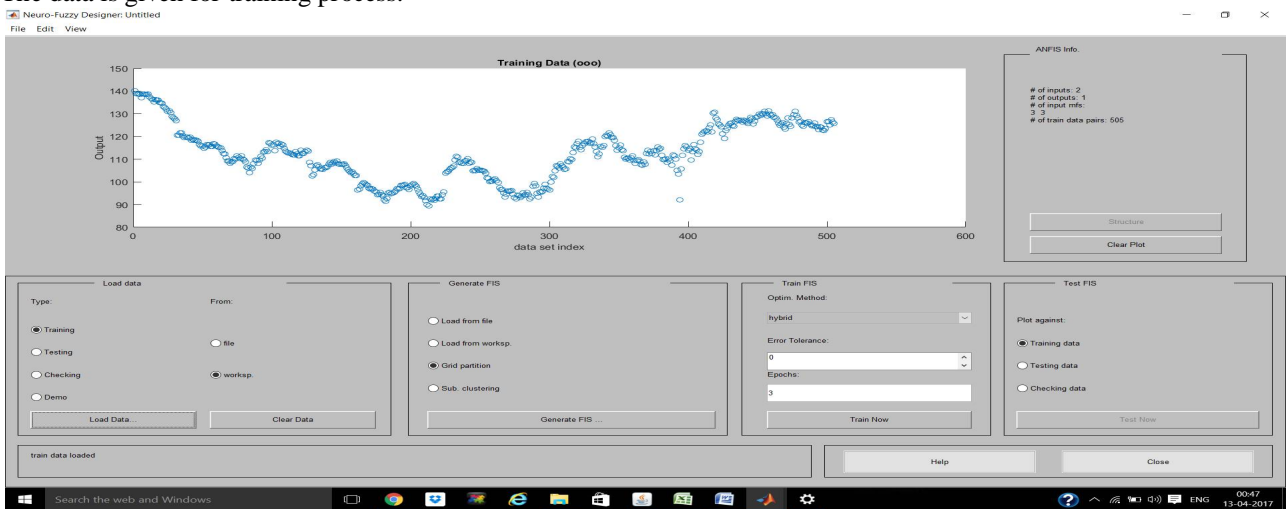 The data is given for training process.
Neuro-Fuzzy Designer: Untitled
File Edit View
Training Data (ooo)
150
140
130
120
110
100
90
80
Output
0 100 200 300 400 500 600
data set index
ANFIS Info.
# of inputs: 2
# of outputs: 1
# of input mfs:
3 3
# of train data pairs: 505
Structure
Clear Plot
Load data
Type:
From:
Training
Testing
Checking
Demo
file
worksp.
Load Data...
Clear Data
Generate FIS
Load from file
Load from worksp.
Grid partition
Sub. clustering
Generate FIS ...
Train FIS
Optim. Method:
hybrid
Error Tolerance:
0
Epochs:
3
Train Now
Test FIS
Plot against:
Training data
Testing data
Checking data
Test Now
train data loaded
Help
Close
Search the web and Windows
ENG
00:47
13-04-2017